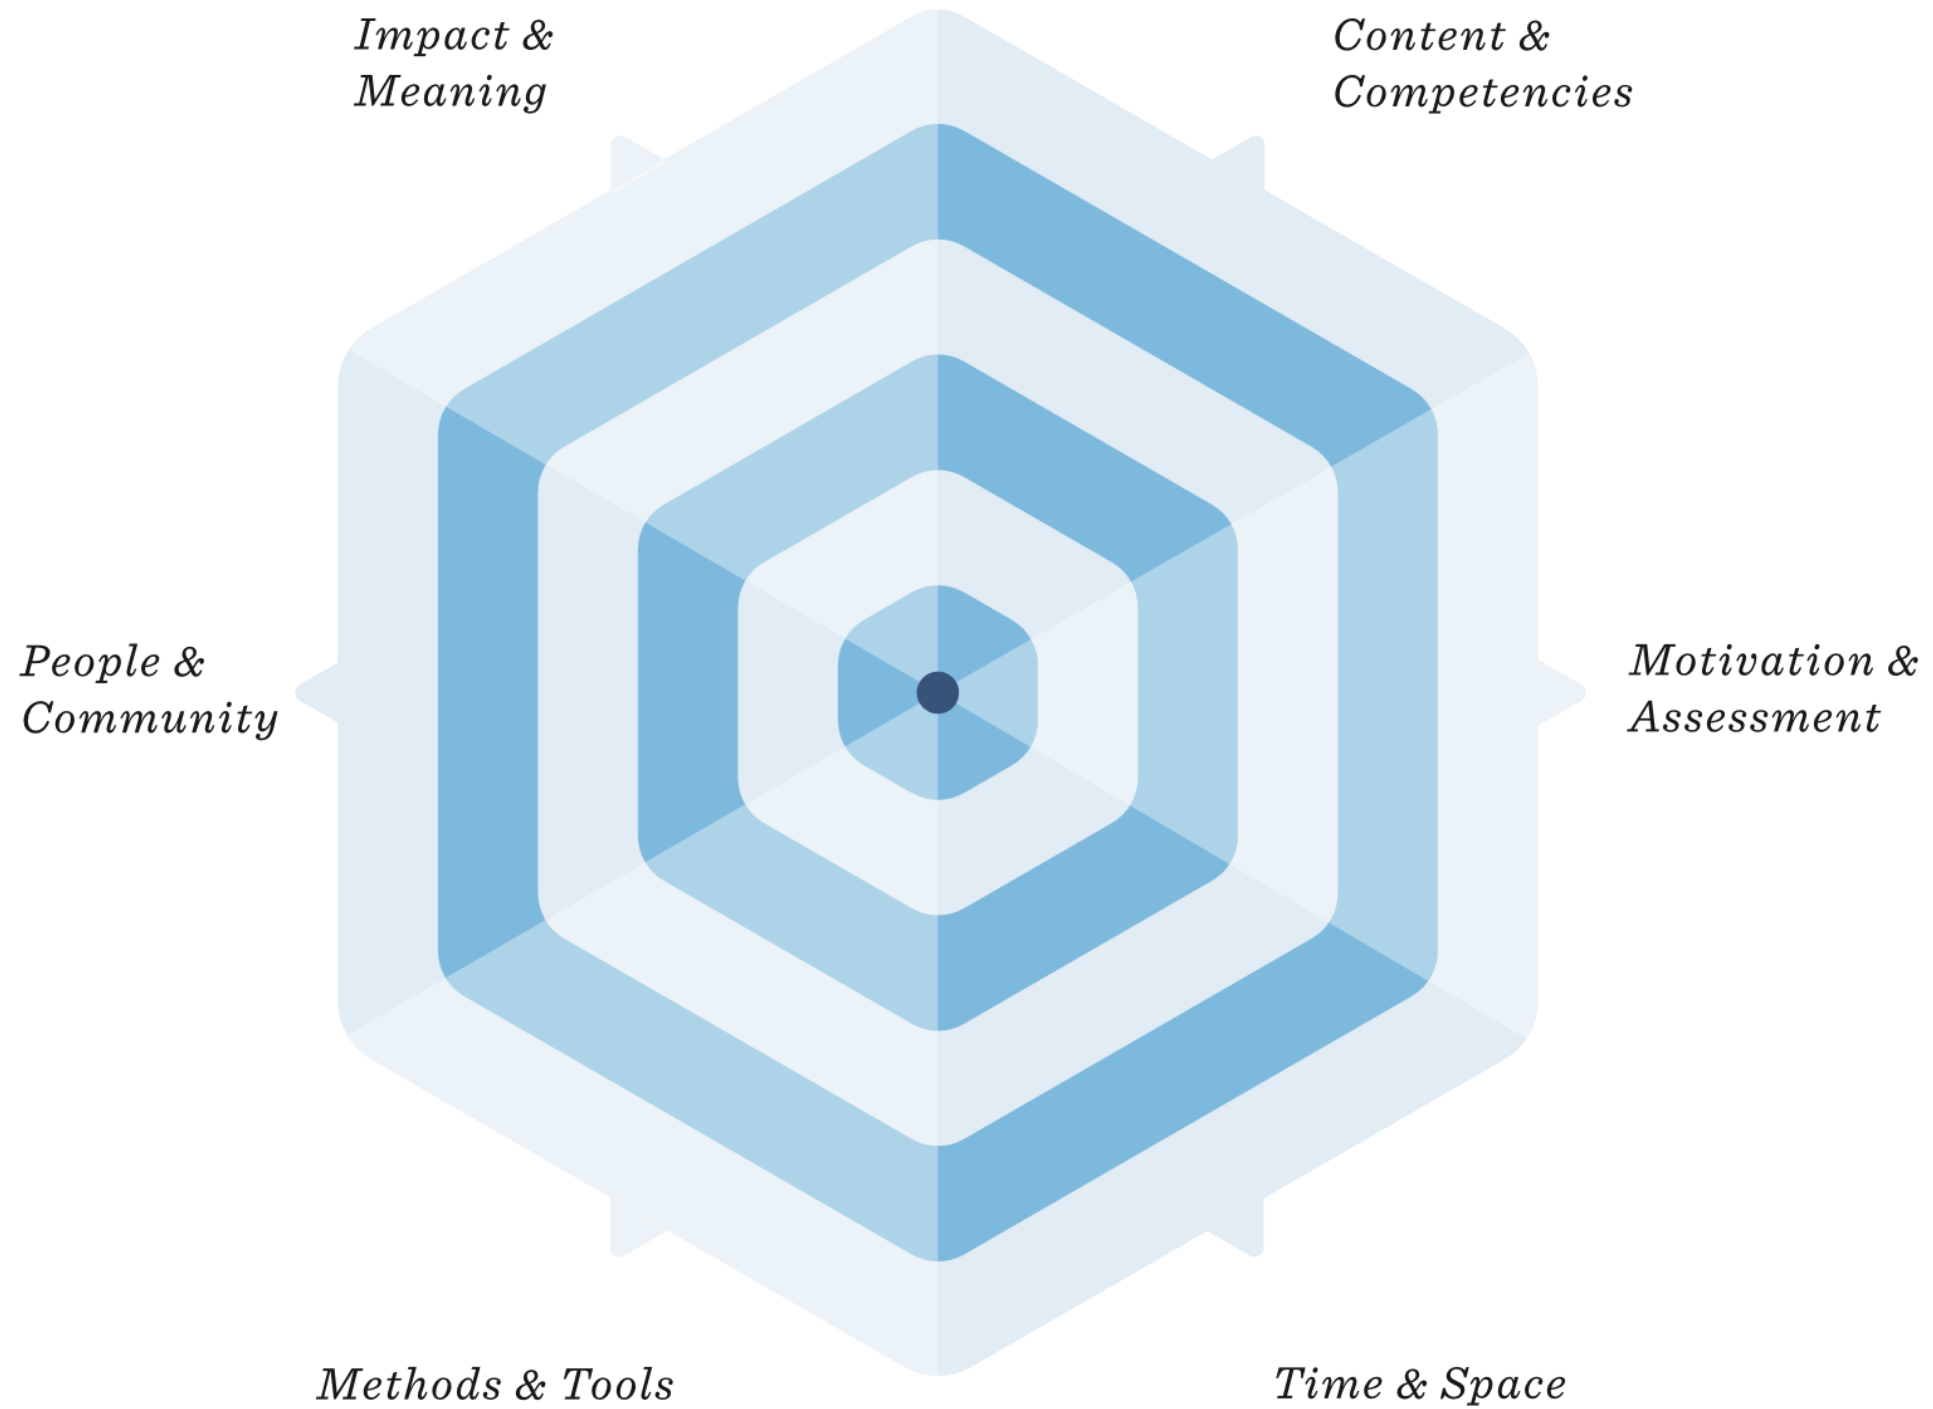 Impact &
Meaning
Content &
Competencies
People &
Community
Motivation &
Assessment
Methods & Tools
Time & Space